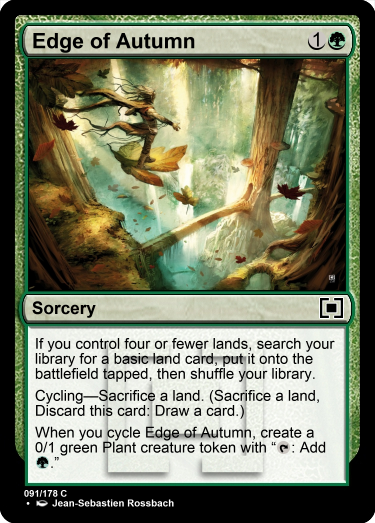 Edge of Autumn 1
Sorcery
If you control four or fewer lands, search your
library for a basic land card, put it onto the
battlefield tapped, then shuffle your library.
Cycling—Sacrifice a land. (Sacrifice a land,
Discard this card: Draw a card.)
When you cycle Edge of Autumn, create a
0/1 green Plant creature token with “: Add
.”
091/178 C
• Jean-Sebastien Rossbach